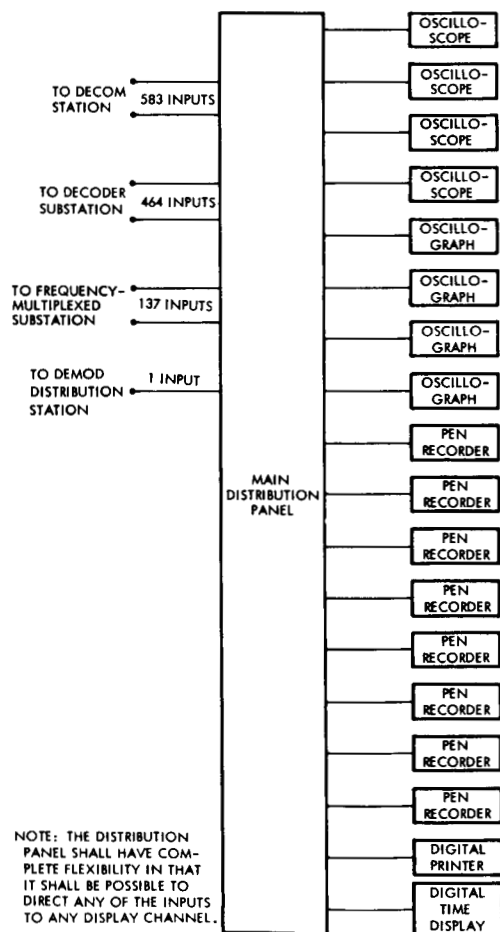 OSCILLO-
SCOPE
OSCILLO-
SCOPE
OSCILLO-
SCOPE
OSCILLO-
SCOPE
OSCILLO-
GRAPH
OSCILLO-
GRAPH
OSCILLO-
GRAPH
OSCILLO-
GRAPH
PEN
RECORDER
PEN
RECORDER
PEN
RECORDER
PEN
RECORDER
PEN
RECORDER
PEN
RECORDER
PEN
RECORDER
PEN
RECORDER
DIGITAL
PRINTER
DIGITAL
TIME
DISPLAY
TO DECOM
STATION
583 INPUTS
TO DECODER
SUBSTATION
464 INPUTS
TO FREQUENCY-
MULTIPLEXED
SUBSTATION
137 INPUTS
TO DEMOD
DISTRIBUTION
STATION
1 INPUT
MAIN
DISTRIBUTION
PANEL
NOTE: THE DISTRIBUTION
PANEL SHALL HAVE COM-
PLETE FLEXIBILITY IN THAT
IT SHALL BE POSSIBLE TO
DIRECT ANY OF THE INPUTS
TO ANY DISPLAY CHANNEL.